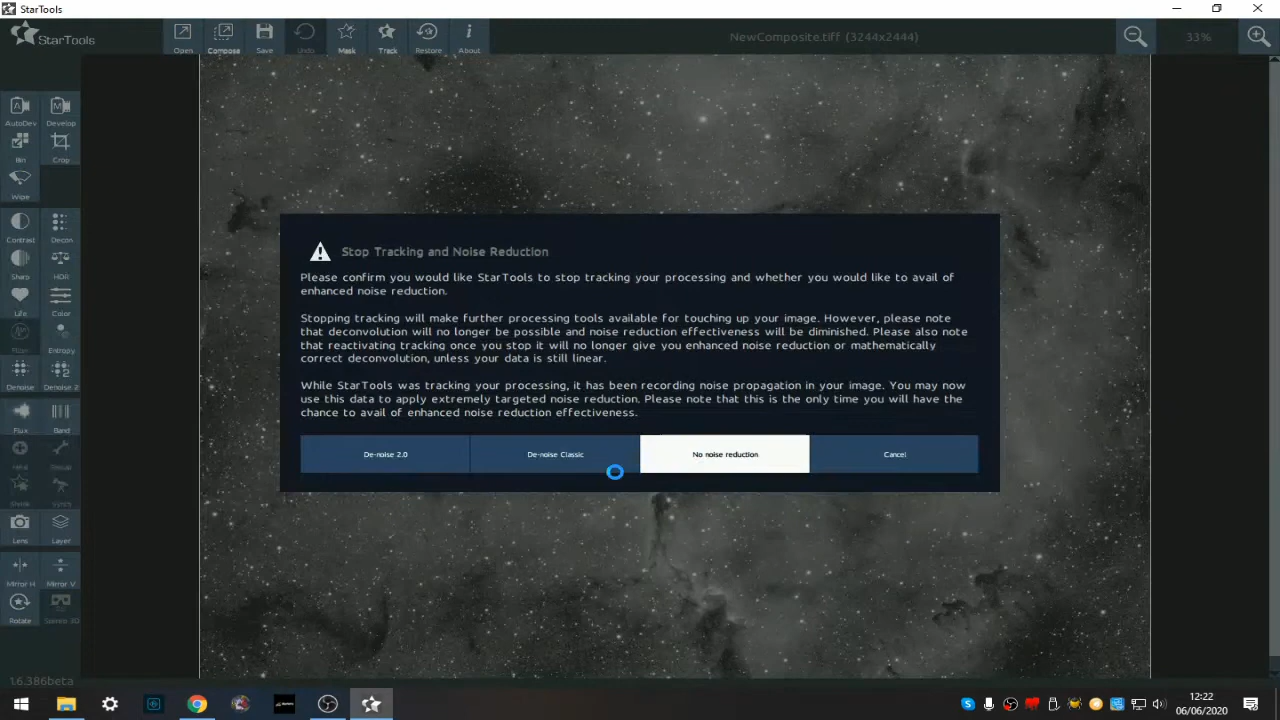 StarTools
StarTools
Open
Compose
Save
Undo
Mask
Track
Restore
About
NewComposite.tiff (3244x2444)
33%
AutoDev
Develop
Bin
Crop
Wipe
Contrast
Decon
Sharp
HDR
Life
Color
Entropy
Denoise
Denoise 2
Flux
Band
Lens
Layer
Mirror H
Mirror V
Rotate
Stereo 3D
1.6.386beta
Stop Tracking and Noise Reduction
Please confirm you would like StarTools to stop tracking your processing and whether you would like to avail of
enhanced noise reduction.
Stopping tracking will make further processing tools available for touching up your image. However, please note
that deconvolution will no longer be possible and noise reduction effectiveness will be diminished. Please also note
that reactivating tracking once you stop it will no longer give you enhanced noise reduction or mathematically
correct deconvolution, unless your data is still linear.
While StarTools was tracking your processing, it has been recording noise propagation in your image. You may now
use this data to apply extremely targeted noise reduction. Please note that this is the only time you will have the
chance to avail of enhanced noise reduction effectiveness.
De-noise 2.0
De-noise Classic
No noise reduction
Cancel
12:22
06/06/2020